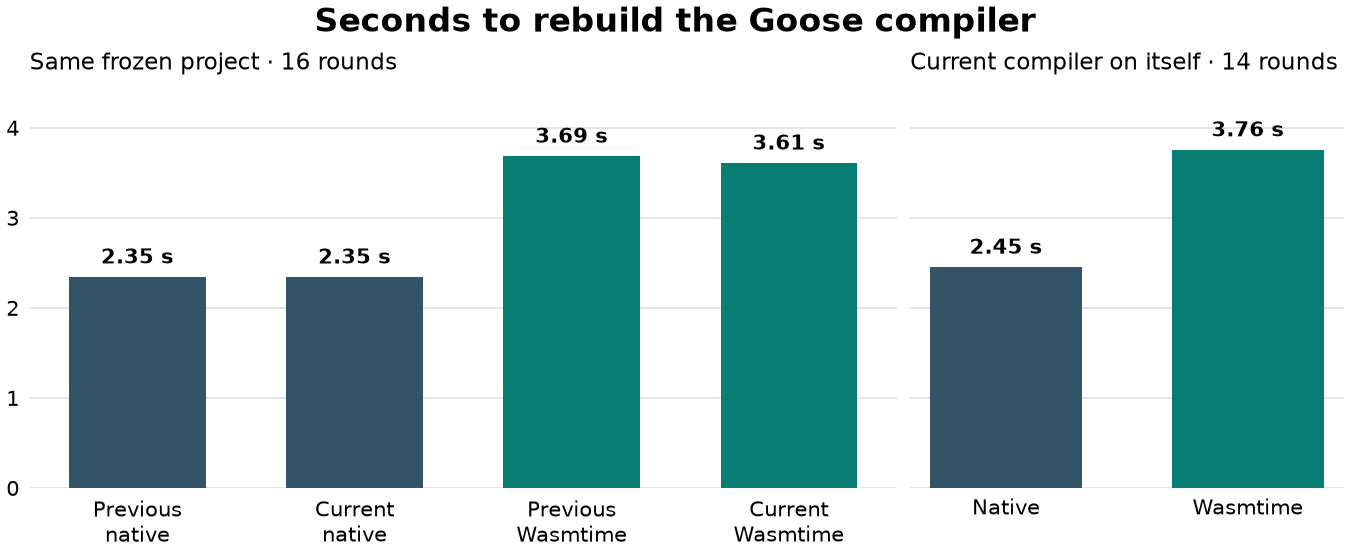 Seconds to rebuild the Goose compiler
Same frozen project · 16 rounds
4
3
2
1
0
2.35 s
2.35 s
3.69 s
3.61 s
Previous
native
Current
native
Previous
Wasmtime
Current
Wasmtime
Current compiler on itself · 14 rounds
2.45 s
3.76 s
Native
Wasmtime